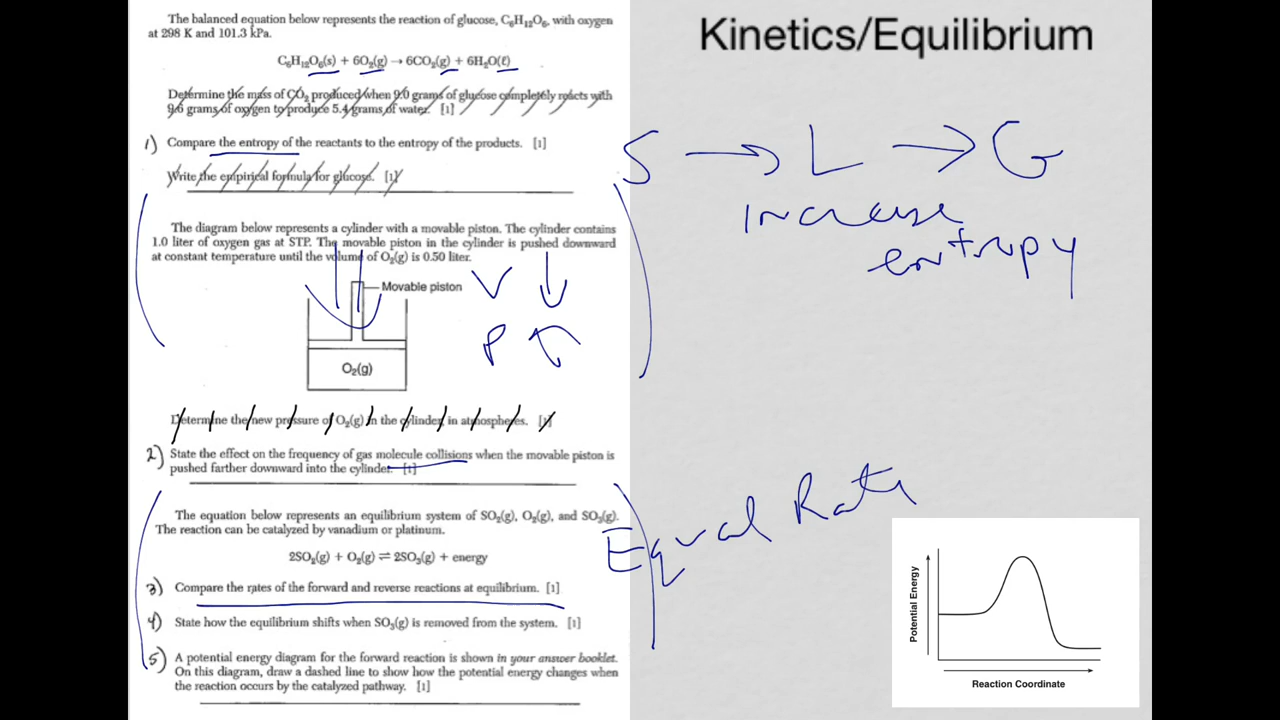 The balanced equation below represents the reaction of glucose, C₆H₁₂O₆, with oxygen
at 298 K and 101.3 kPa.
C₆H₁₂O₆(s) + 6O₂(g) → 6CO₂(g) + 6H₂O(ℓ)
Determine the mass of CO₂ produced when 9.0 grams of glucose completely reacts with
9.6 grams of oxygen to produce 5.4 grams of water. [1]
1) Compare the entropy of the reactants to the entropy of the products. [1]
Write the empirical formula for glucose. [1]
The diagram below represents a cylinder with a movable piston. The cylinder contains
1.0 liter of oxygen gas at STP. The movable piston in the cylinder is pushed downward
at constant temperature until the volume of O₂(g) is 0.50 liter.
Movable piston
O₂(g)
V ↓
P ↑
Determine the new pressure of O₂(g) in the cylinder, in atmospheres. [1]
2) State the effect on the frequency of gas molecule collisions when the movable piston is
pushed farther downward into the cylinder. [1]
The equation below represents an equilibrium system of SO₂(g), O₂(g), and SO₃(g).
The reaction can be catalyzed by vanadium or platinum.
2SO₂(g) + O₂(g) ⇌ 2SO₃(g) + energy
3) Compare the rates of the forward and reverse reactions at equilibrium. [1]
4) State how the equilibrium shifts when SO₃(g) is removed from the system. [1]
5) A potential energy diagram for the forward reaction is shown in your answer booklet.
On this diagram, draw a dashed line to show how the potential energy changes when
the reaction occurs by the catalyzed pathway. [1]
Kinetics/Equilibrium
S → L → G
Increase
entropy
Equal Rate
Potential Energy
Reaction Coordinate